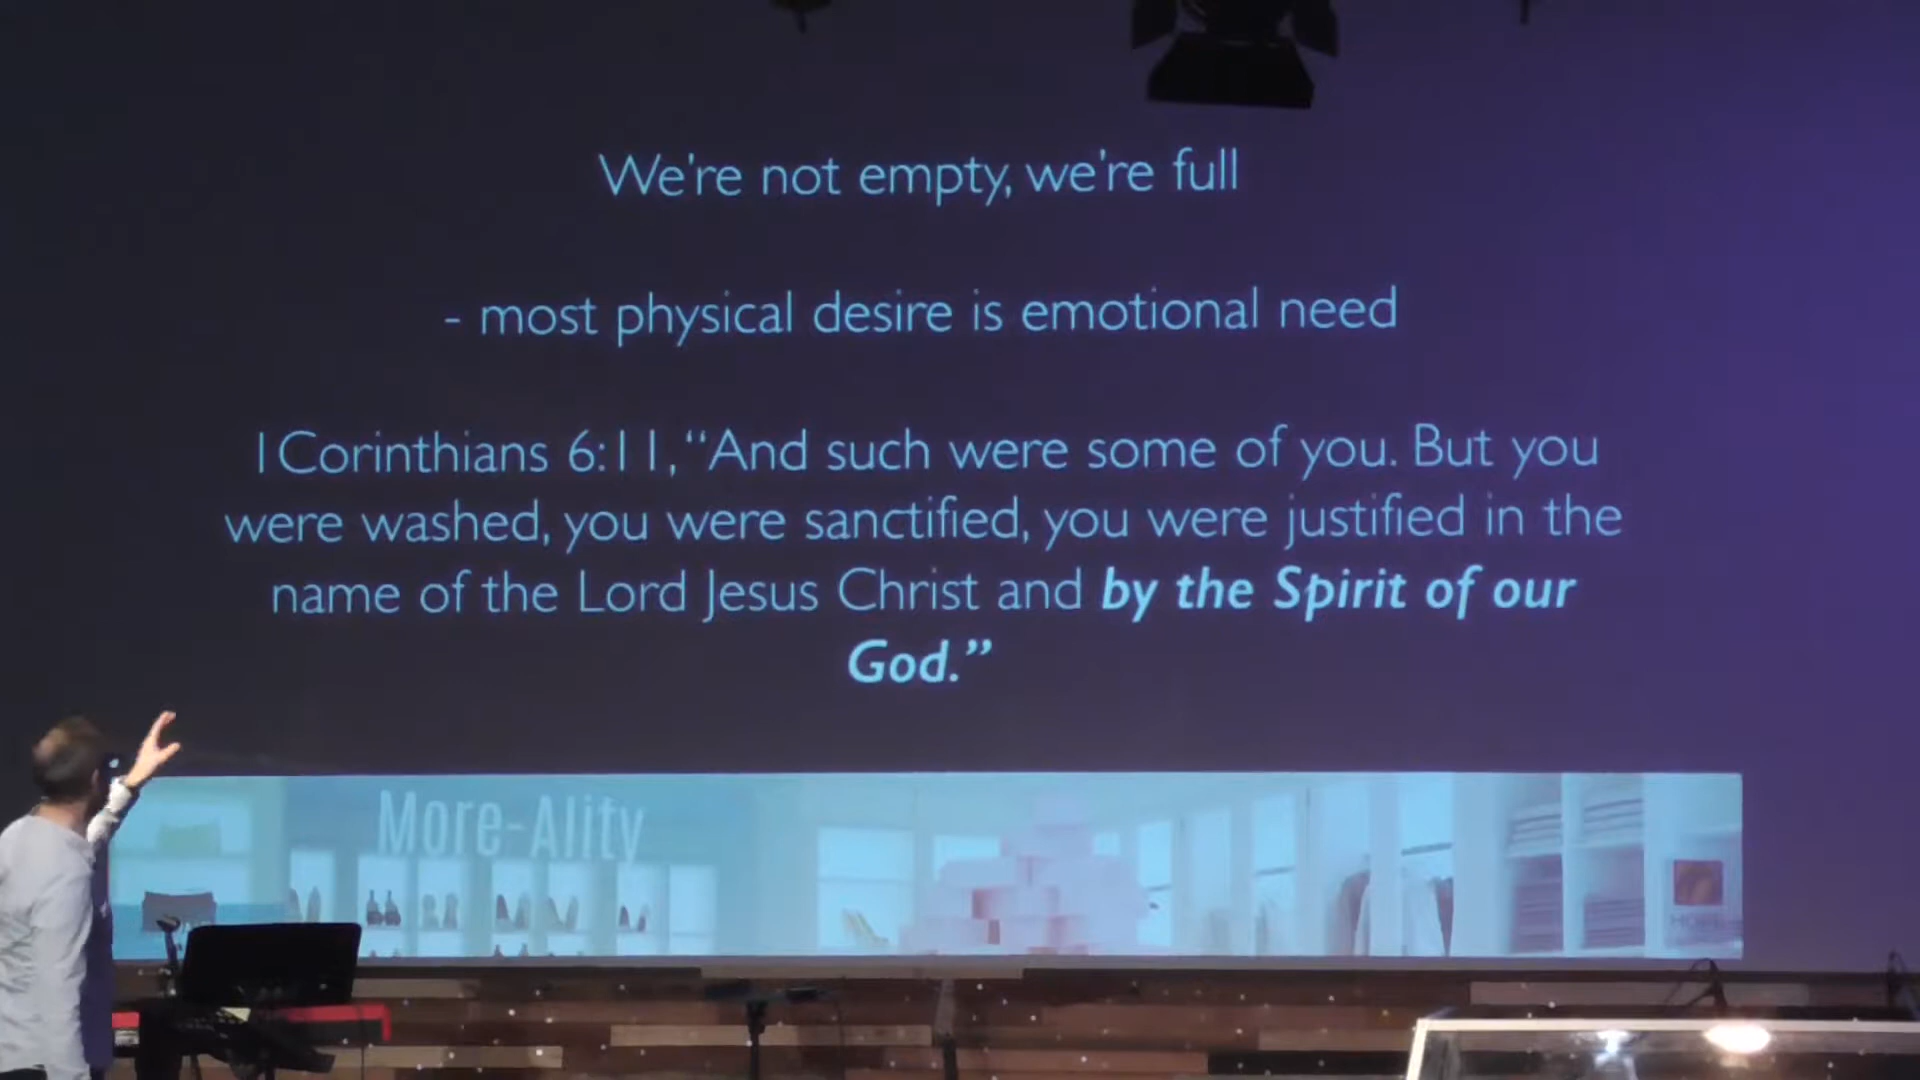 We're not empty, we're full
- most physical desire is emotional need
1 Corinthians 6:11, “And such were some of you. But you
were washed, you were sanctified, you were justified in the
name of the Lord Jesus Christ and by the Spirit of our
God.”
More-Ality